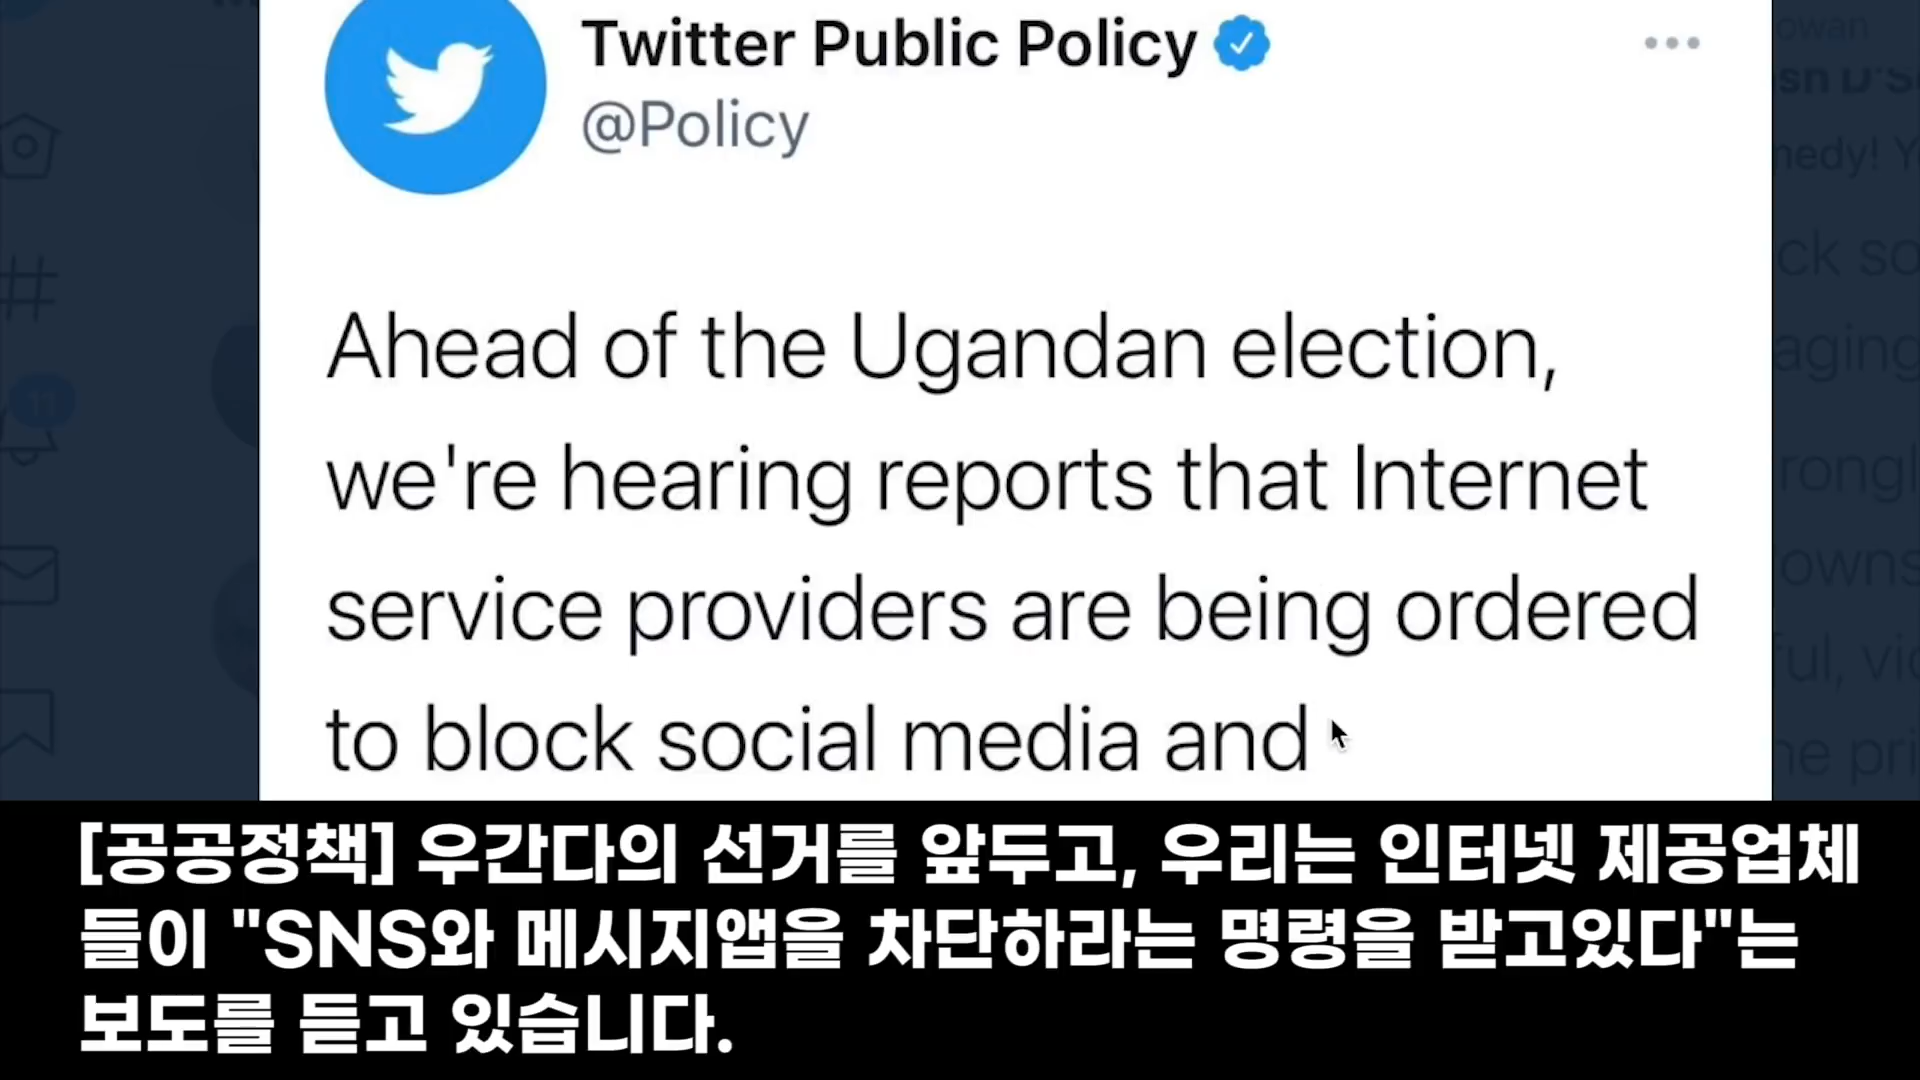 Twitter Public Policy
@Policy
Ahead of the Ugandan election,
we're hearing reports that Internet
service providers are being ordered
to block social media and
11
[공공정책] 우간다의 선거를 앞두고, 우리는 인터넷 제공업체
들이 "SNS와 메시지앱을 차단하라는 명령을 받고있다"는
보도를 듣고 있습니다.